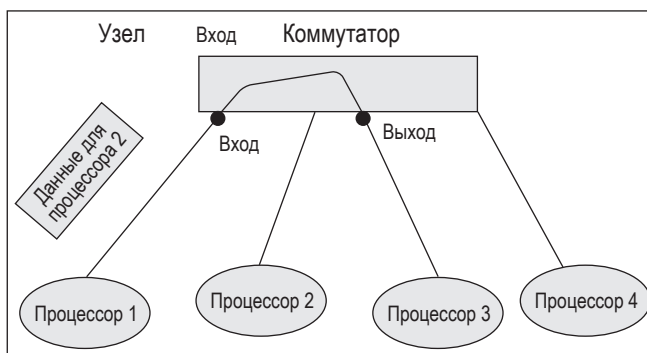 Узел
Вход
Коммутатор
Вход
Выход
Данные для
процессора 2
Процессор 1
Процессор 2
Процессор 3
Процессор 4